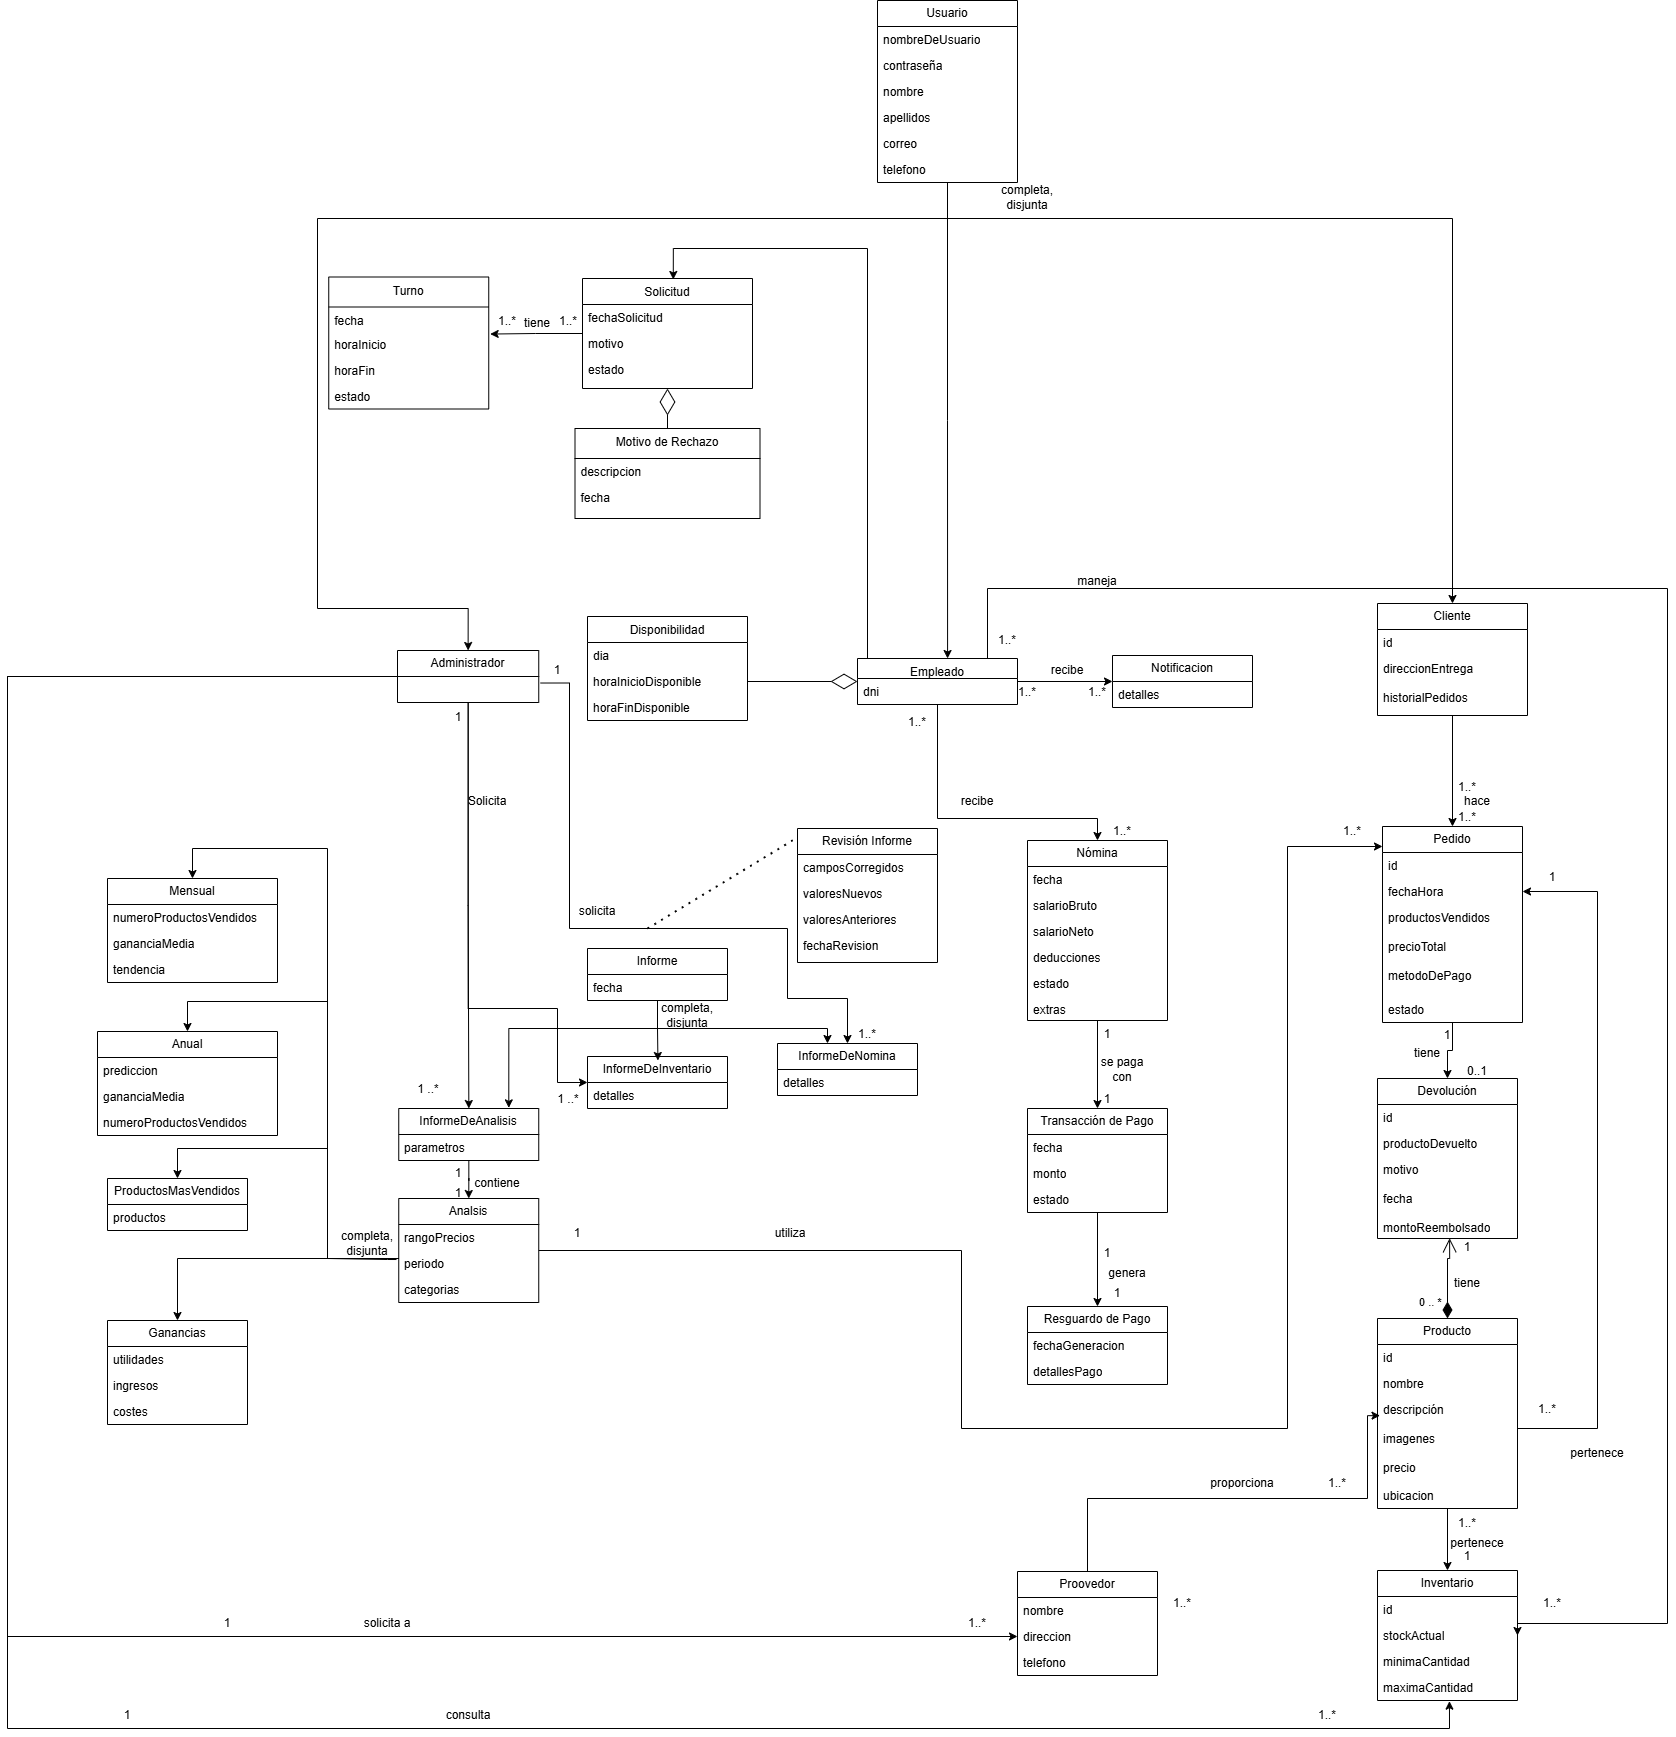 Usuario
nombreDeUsuario
contraseña
nombre
apellidos
correo
telefono
completa,
disjunta
Turno
fecha
horaInicio
horaFin
estado
1..* tiene 1..*
Solicitud
fechaSolicitud
motivo
estado
Motivo de Rechazo
descripcion
fecha
maneja
Administrador
1
1
Disponibilidad
dia
horaInicioDisponible
horaFinDisponible
1..*
Empleado
dni
1..*
recibe
1..*
1..*
Notificacion
detalles
Cliente
id
direccionEntrega
historialPedidos
1..*
hace
1..*
Solicita
recibe
1..*
solicita
Revisión Informe
camposCorregidos
valoresNuevos
valoresAnteriores
fechaRevision
Nómina
fecha
salarioBruto
salarioNeto
deducciones
estado
extras
1..*
Pedido
id
fechaHora
productosVendidos
precioTotal
metodoDePago
estado
1
Mensual
numeroProductosVendidos
gananciaMedia
tendencia
Informe
fecha
completa,
disjunta
1..*
Anual
prediccion
gananciaMedia
numeroProductosVendidos
InformeDeInventario
detalles
InformeDeNomina
detalles
1 ..*
1 ..*
InformeDeAnalisis
parametros
1
contiene
1
1
se paga
con
1
Transacción de Pago
fecha
monto
estado
1
tiene
0..1
Devolución
id
productoDevuelto
motivo
fecha
montoReembolsado
ProductosMasVendidos
productos
completa,
disjunta
Analsis
rangoPrecios
periodo
categorias
1
utiliza
1
genera
1
1
tiene
0 .. *
Ganancias
utilidades
ingresos
costes
Resguardo de Pago
fechaGeneracion
detallesPago
Producto
id
nombre
descripción
imagenes
precio
ubicacion
1..*
pertenece
proporciona
1..*
1..*
pertenece
1
Proovedor
nombre
direccion
telefono
1..*
Inventario
id
stockActual
minimaCantidad
maximaCantidad
1..*
1
solicita a
1..*
1
consulta
1..*